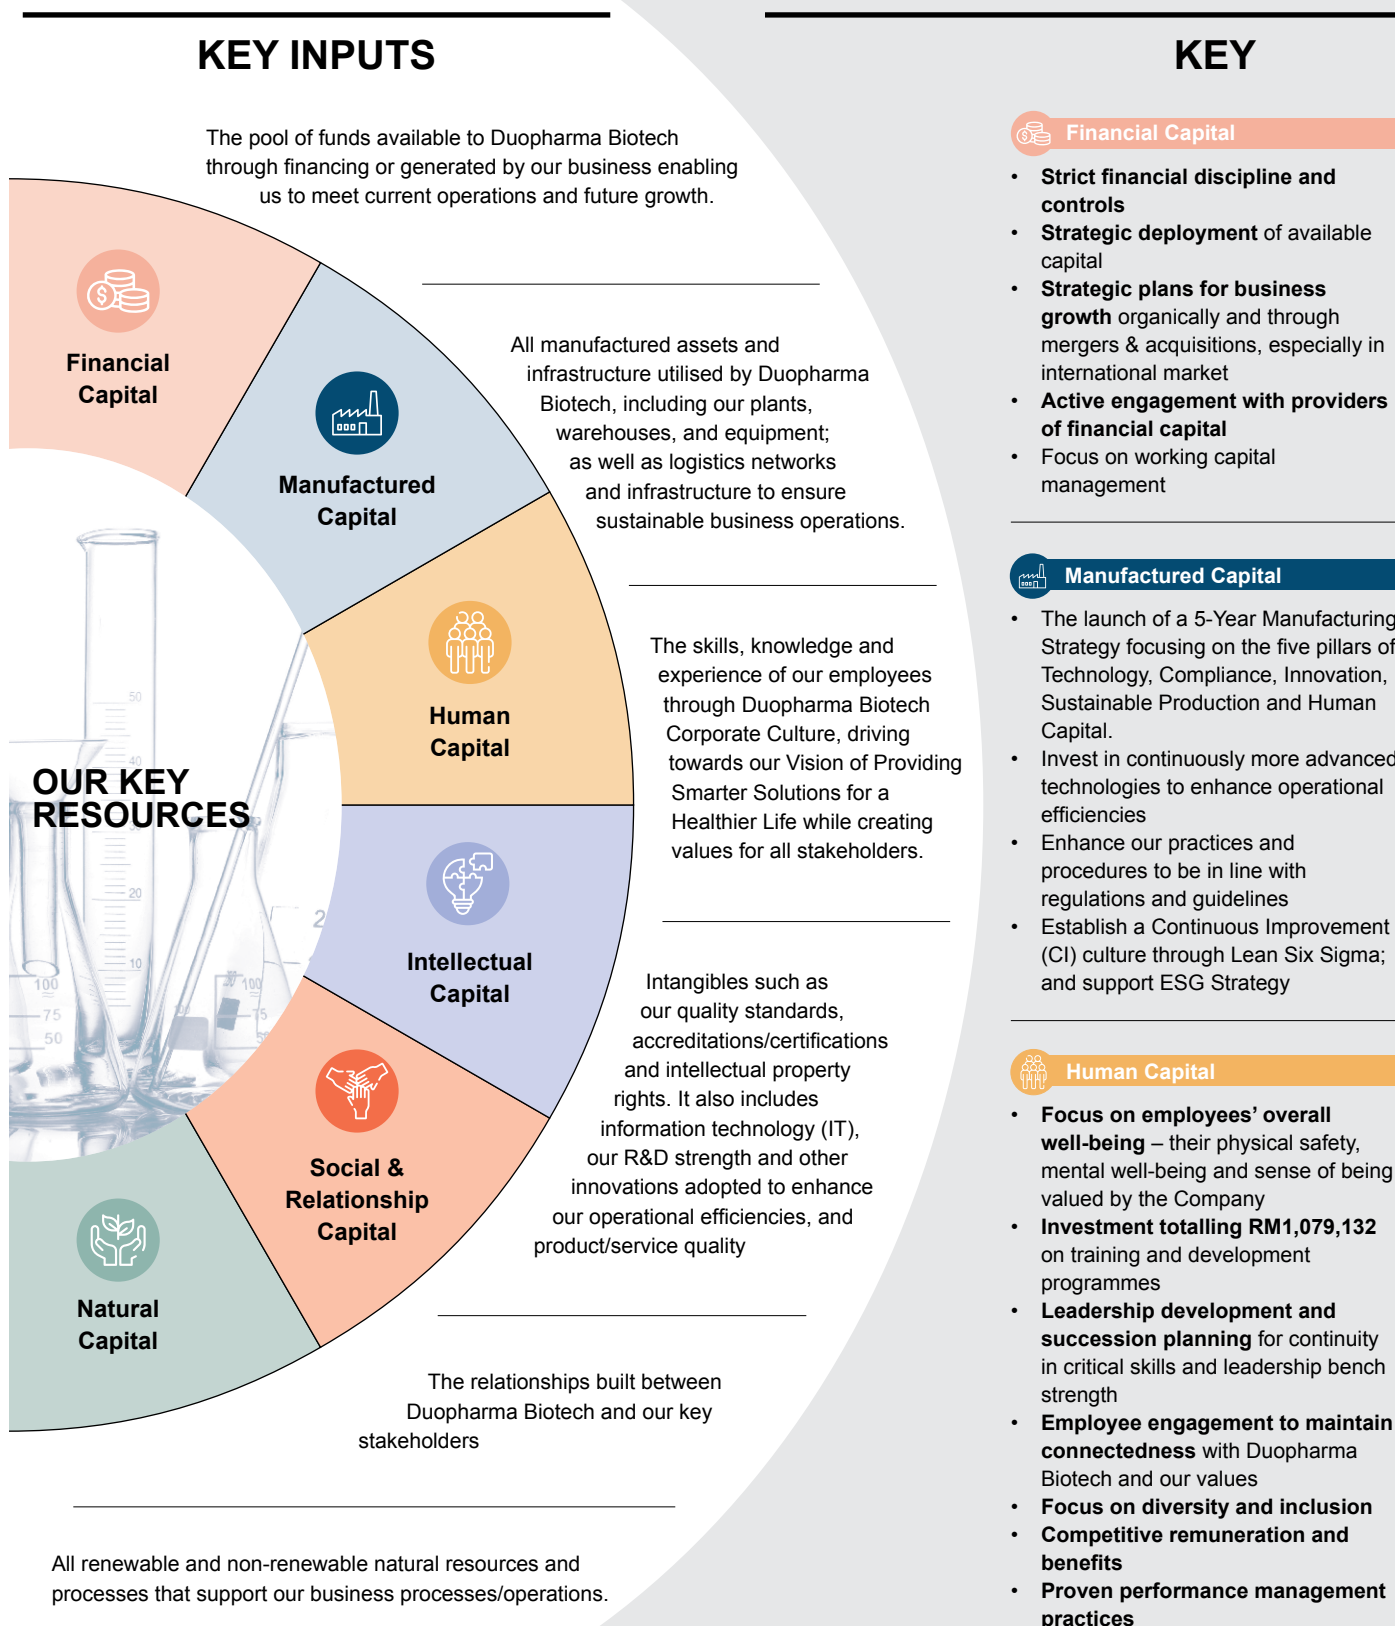 KEY INPUTS
The pool of funds available to Duopharma Biotech
through financing or generated by our business enabling
us to meet current operations and future growth.
Financial
Capital
All manufactured assets and
infrastructure utilised by Duopharma
Biotech, including our plants,
warehouses, and equipment;
as well as logistics networks
and infrastructure to ensure
sustainable business operations.
Manufactured
Capital
The skills, knowledge and
experience of our employees
through Duopharma Biotech
Corporate Culture, driving
towards our Vision of Providing
Smarter Solutions for a
Healthier Life while creating
values for all stakeholders.
Human
Capital
OUR KEY
RESOURCES
50
40
30
20
10
100
75
50
100
75
Intellectual
Capital
Intangibles such as
our quality standards,
accreditations/certifications
and intellectual property
rights. It also includes
information technology (IT),
our R&D strength and other
innovations adopted to enhance
our operational efficiencies, and
product/service quality
Social &
Relationship
Capital
The relationships built between
Duopharma Biotech and our key
stakeholders
Natural
Capital
All renewable and non-renewable natural resources and
processes that support our business processes/operations.
KEY
Financial Capital
• Strict financial discipline and
controls
• Strategic deployment of available
capital
• Strategic plans for business
growth organically and through
mergers & acquisitions, especially in
international market
• Active engagement with providers
of financial capital
• Focus on working capital
management
Manufactured Capital
• The launch of a 5-Year Manufacturing
Strategy focusing on the five pillars of
Technology, Compliance, Innovation,
Sustainable Production and Human
Capital.
• Invest in continuously more advanced
technologies to enhance operational
efficiencies
• Enhance our practices and
procedures to be in line with
regulations and guidelines
• Establish a Continuous Improvement
(CI) culture through Lean Six Sigma;
and support ESG Strategy
Human Capital
• Focus on employees’ overall
well-being – their physical safety,
mental well-being and sense of being
valued by the Company
• Investment totalling RM1,079,132
on training and development
programmes
• Leadership development and
succession planning for continuity
in critical skills and leadership bench
strength
• Employee engagement to maintain
connectedness with Duopharma
Biotech and our values
• Focus on diversity and inclusion
• Competitive remuneration and
benefits
• Proven performance management
practices